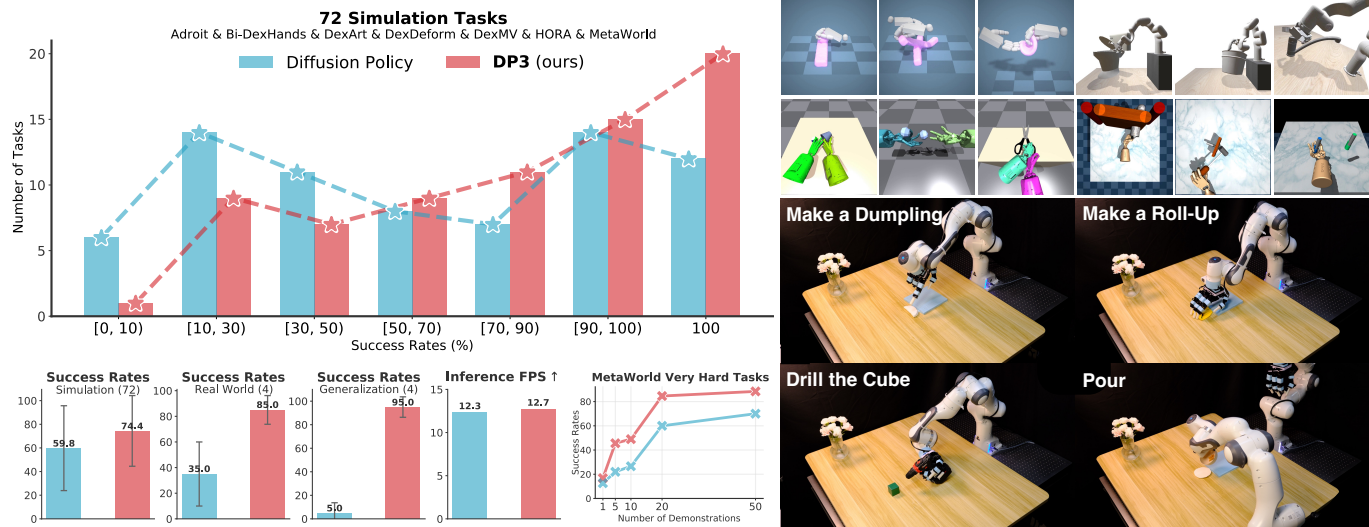 72 Simulation Tasks
Adroit & Bi-DexHands & DexArt & DexDeform & DexMV & HORA & MetaWorld
Diffusion Policy
DP3 (ours)
Number of Tasks
20
15
10
5
0
[0, 10)
[10, 30)
[30, 50)
[50, 70)
[70, 90)
[90, 100)
100
Success Rates (%)
Success Rates
Simulation (72)
100
80
60
40
20
0
59.8
74.4
Success Rates
Real World (4)
100
80
60
40
20
0
35.0
85.0
Success Rates
Generalization (4)
100
80
60
40
20
0
5.0
95.0
Inference FPS ↑
15
12
9
6
3
0
12.3
12.7
MetaWorld Very Hard Tasks
Success Rates
80
60
40
20
0
1
5
10
20
50
Number of Demonstrations
Make a Dumpling
Make a Roll-Up
Drill the Cube
Pour